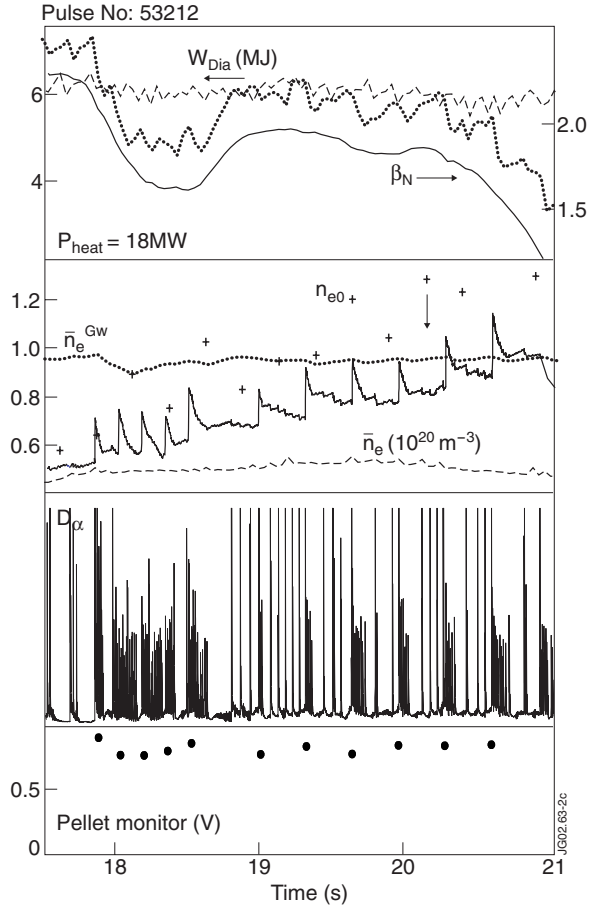 Pulse No: 53212
W_Dia (MJ)
6
4
2.0
1.5
β_N
P_heat = 18MW
1.2
1.0
0.8
0.6
n_e0
n̄_e^Gw
n̄_e (10^20 m^−3)
D_α
0.5
0
Pellet monitor (V)
18
19
20
21
Time (s)
JG02.63-2c